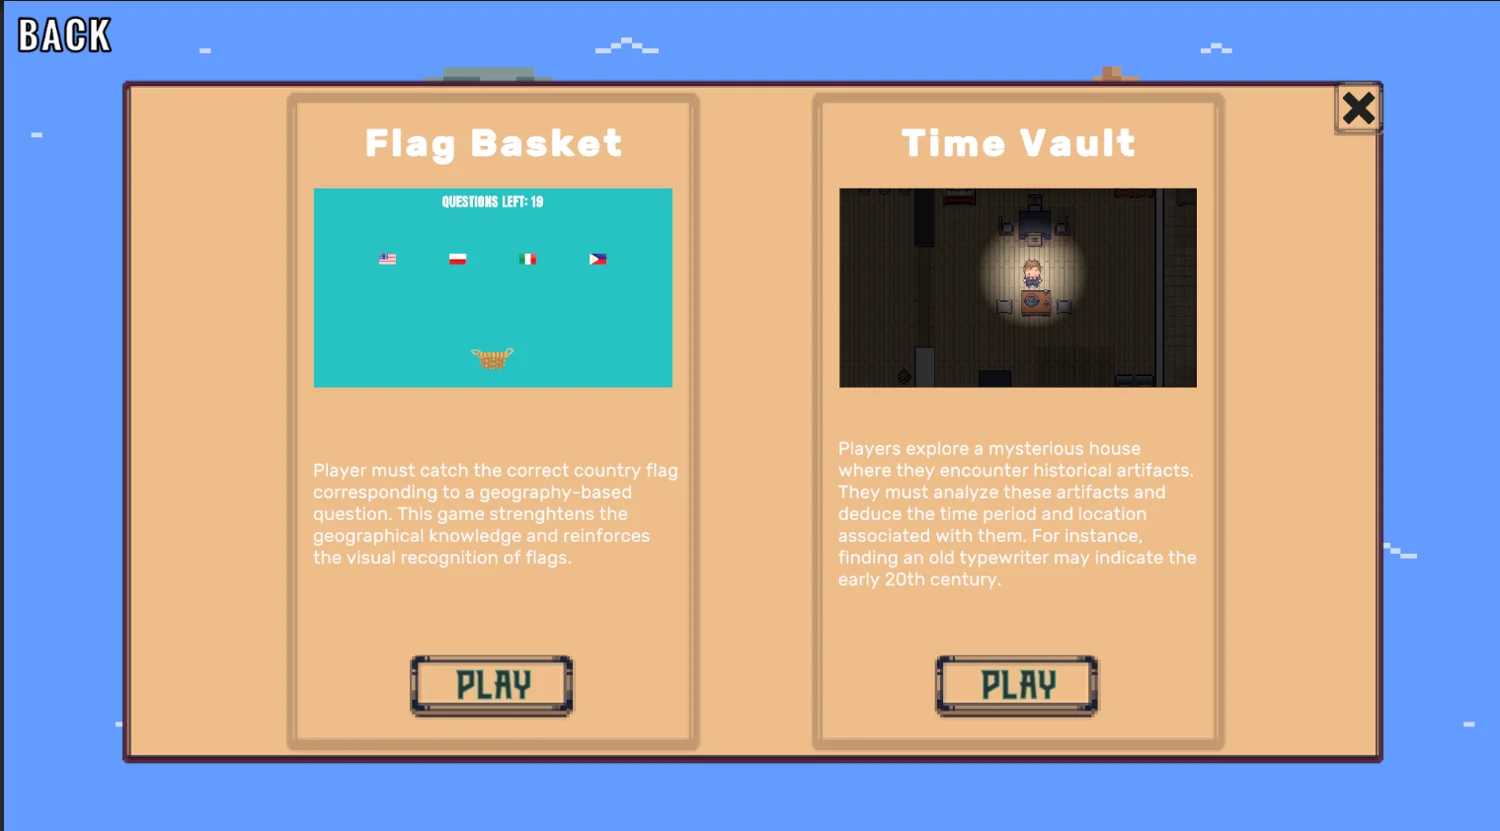 BACK
Flag Basket
QUESTIONS LEFT: 19
Player must catch the correct country flag
corresponding to a geography-based
question. This game strenghtens the
geographical knowledge and reinforces
the visual recognition of flags.
PLAY
Time Vault
Players explore a mysterious house
where they encounter historical artifacts.
They must analyze these artifacts and
deduce the time period and location
associated with them. For instance,
finding an old typewriter may indicate the
early 20th century.
PLAY